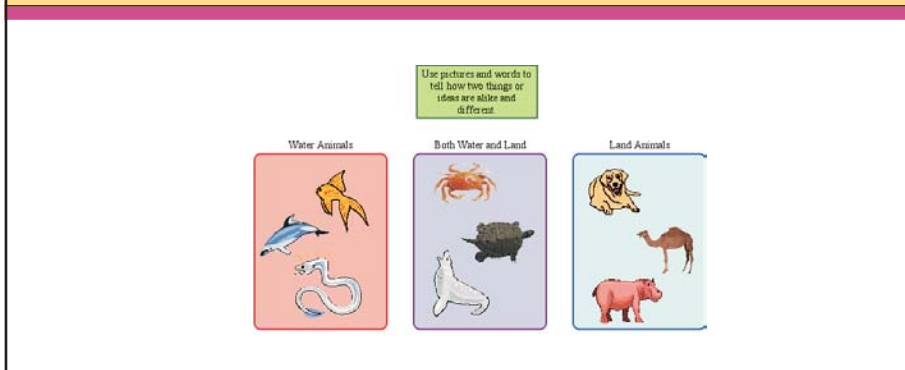 Use pictures and words to
tell how two things or
ideas are alike and
different.
Water Animals
Both Water and Land
Land Animals